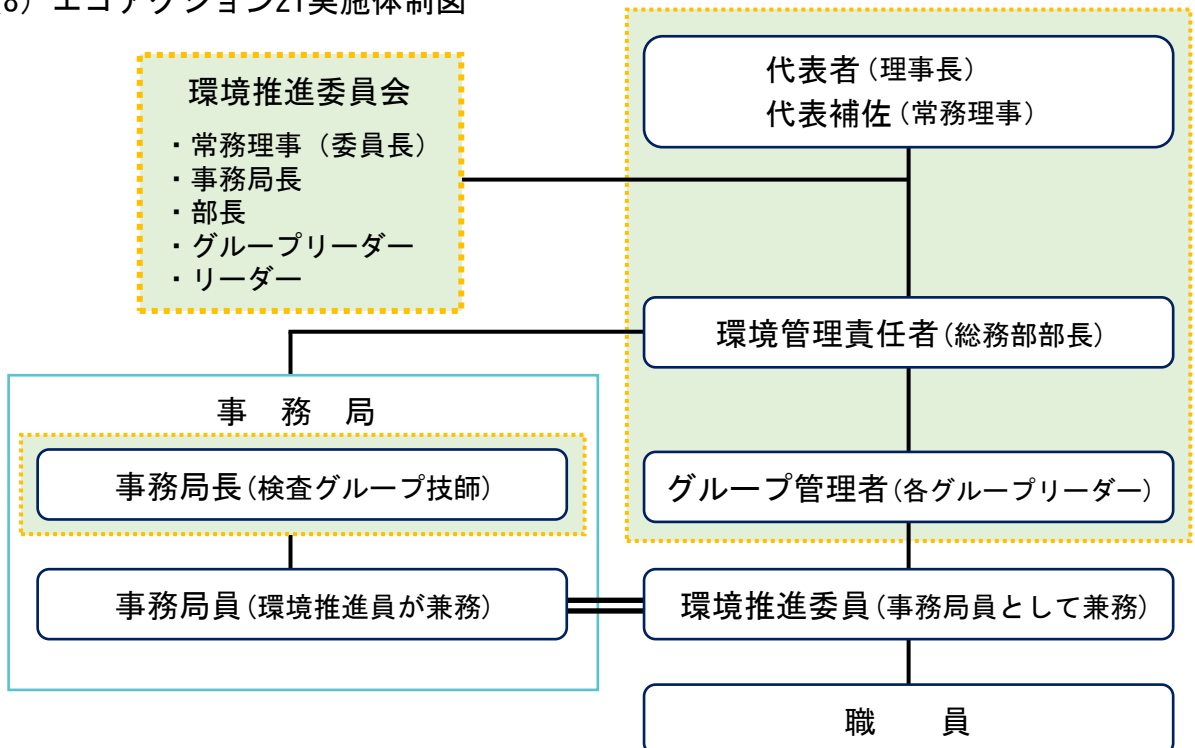 8）エコアクション21実施体制図
環境推進委員会
・常務理事（委員長）
・事務局長
・部長
・グループリーダー
・リーダー
代表者（理事長）
代表補佐（常務理事）
環境管理責任者（総務部部長）
事　務　局
事務局長（検査グループ技師）
グループ管理者（各グループリーダー）
事務局員（環境推進員が兼務）
環境推進委員（事務局員として兼務）
職　　員